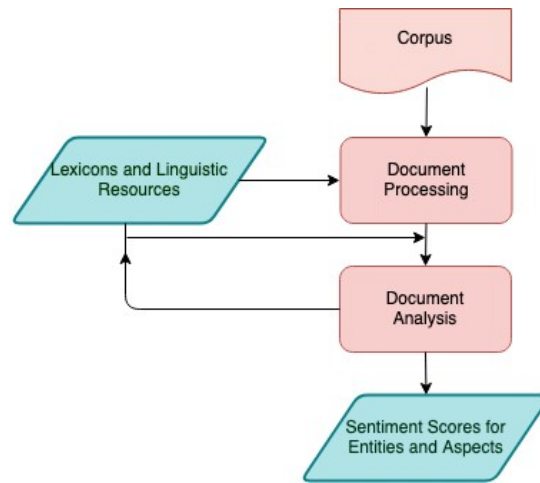 Corpus
Lexicons and Linguistic
Resources
Document
Processing
Document
Analysis
Sentiment Scores for
Entities and Aspects